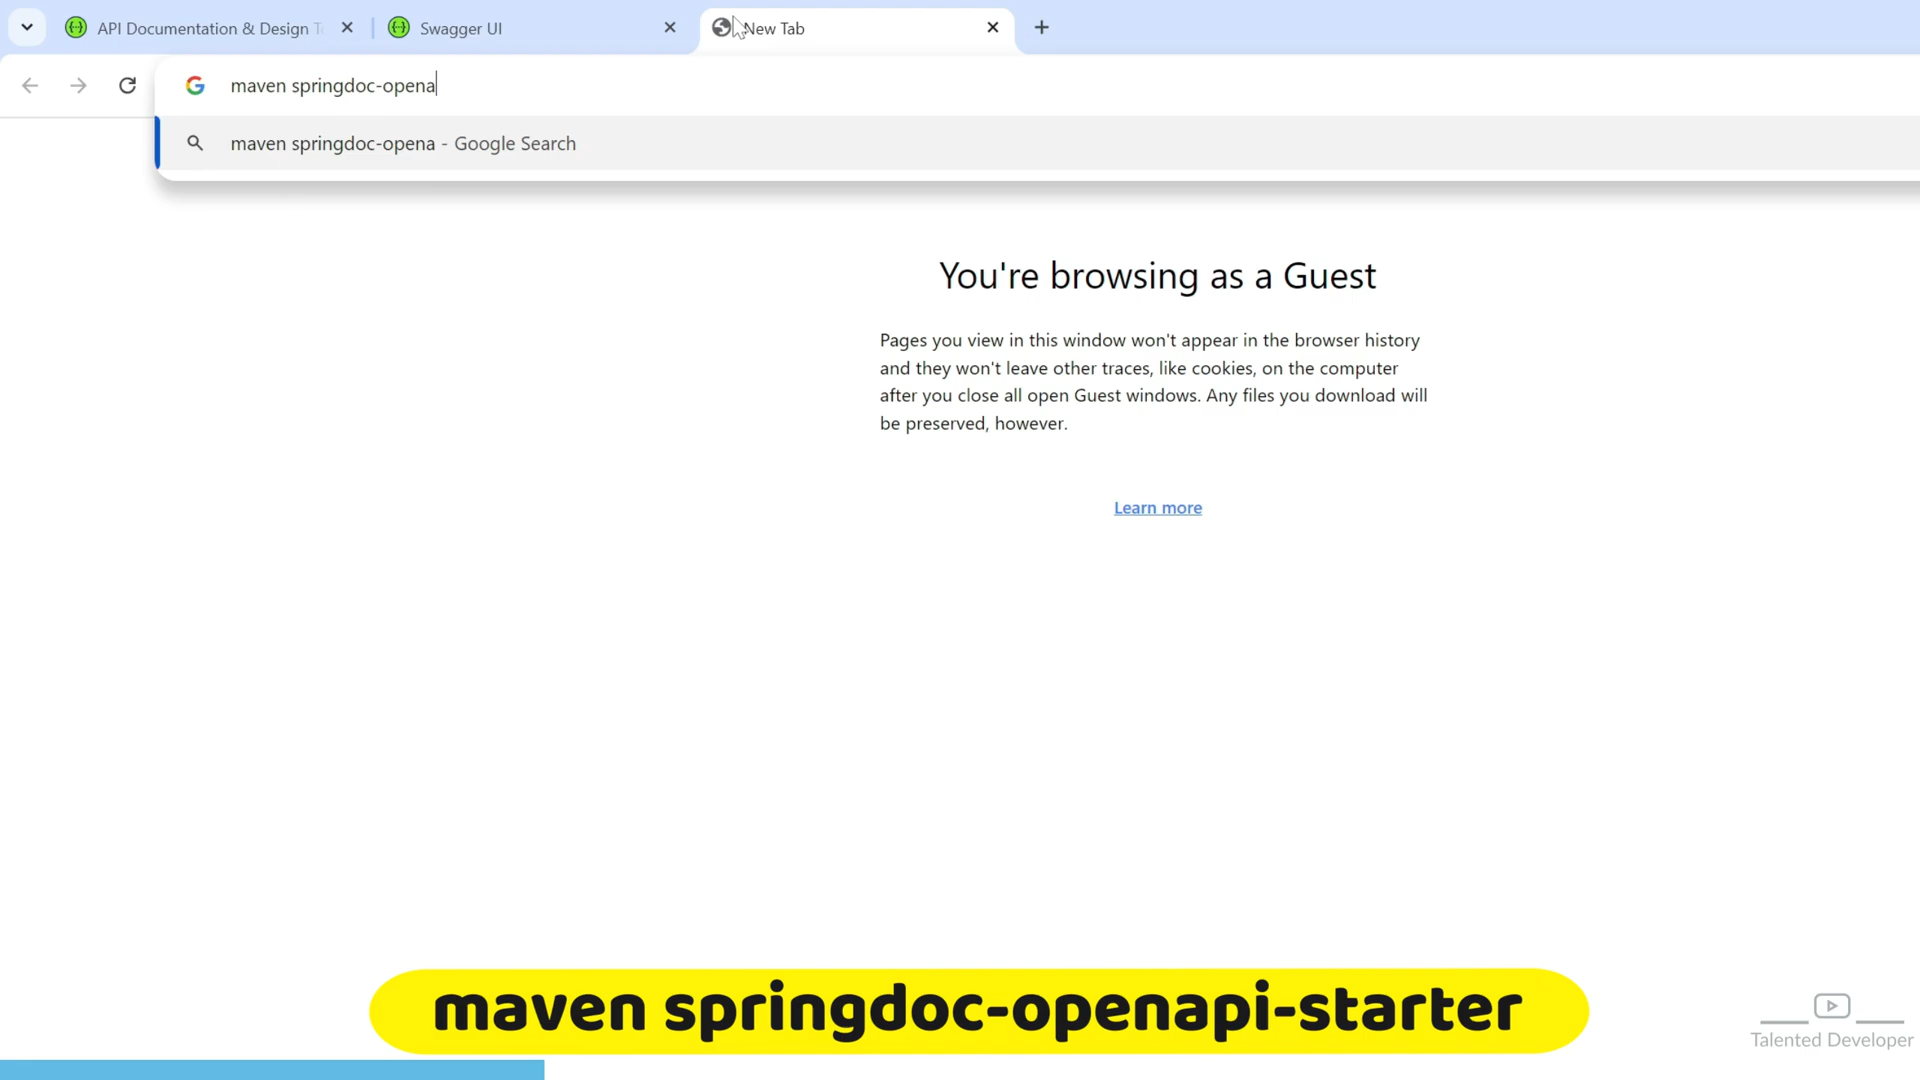 API Documentation & Design T
Swagger UI
New Tab
maven springdoc-opena
maven springdoc-opena - Google Search
You're browsing as a Guest
Pages you view in this window won't appear in the browser history
and they won't leave other traces, like cookies, on the computer
after you close all open Guest windows. Any files you download will
be preserved, however.
Learn more
maven springdoc-openapi-starter
Talented Developer